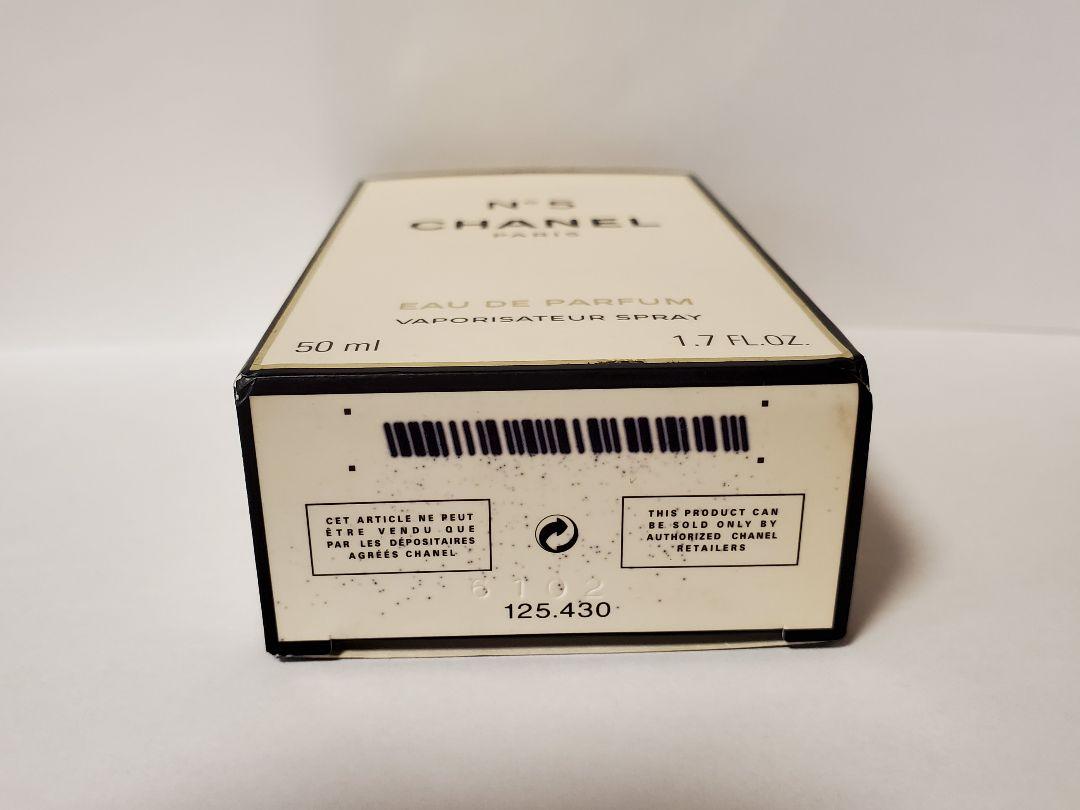 N° 5
CHANEL
PARIS
EAU DE PARFUM
VAPORISATEUR SPRAY
50 ml
1.7 FL.OZ.
CET ARTICLE NE PEUT
ÊTRE VENDU QUE
PAR LES DÉPOSITAIRES
AGRÉÉS CHANEL
THIS PRODUCT CAN
BE SOLD ONLY BY
AUTHORIZED CHANEL
RETAILERS
6102
125.430